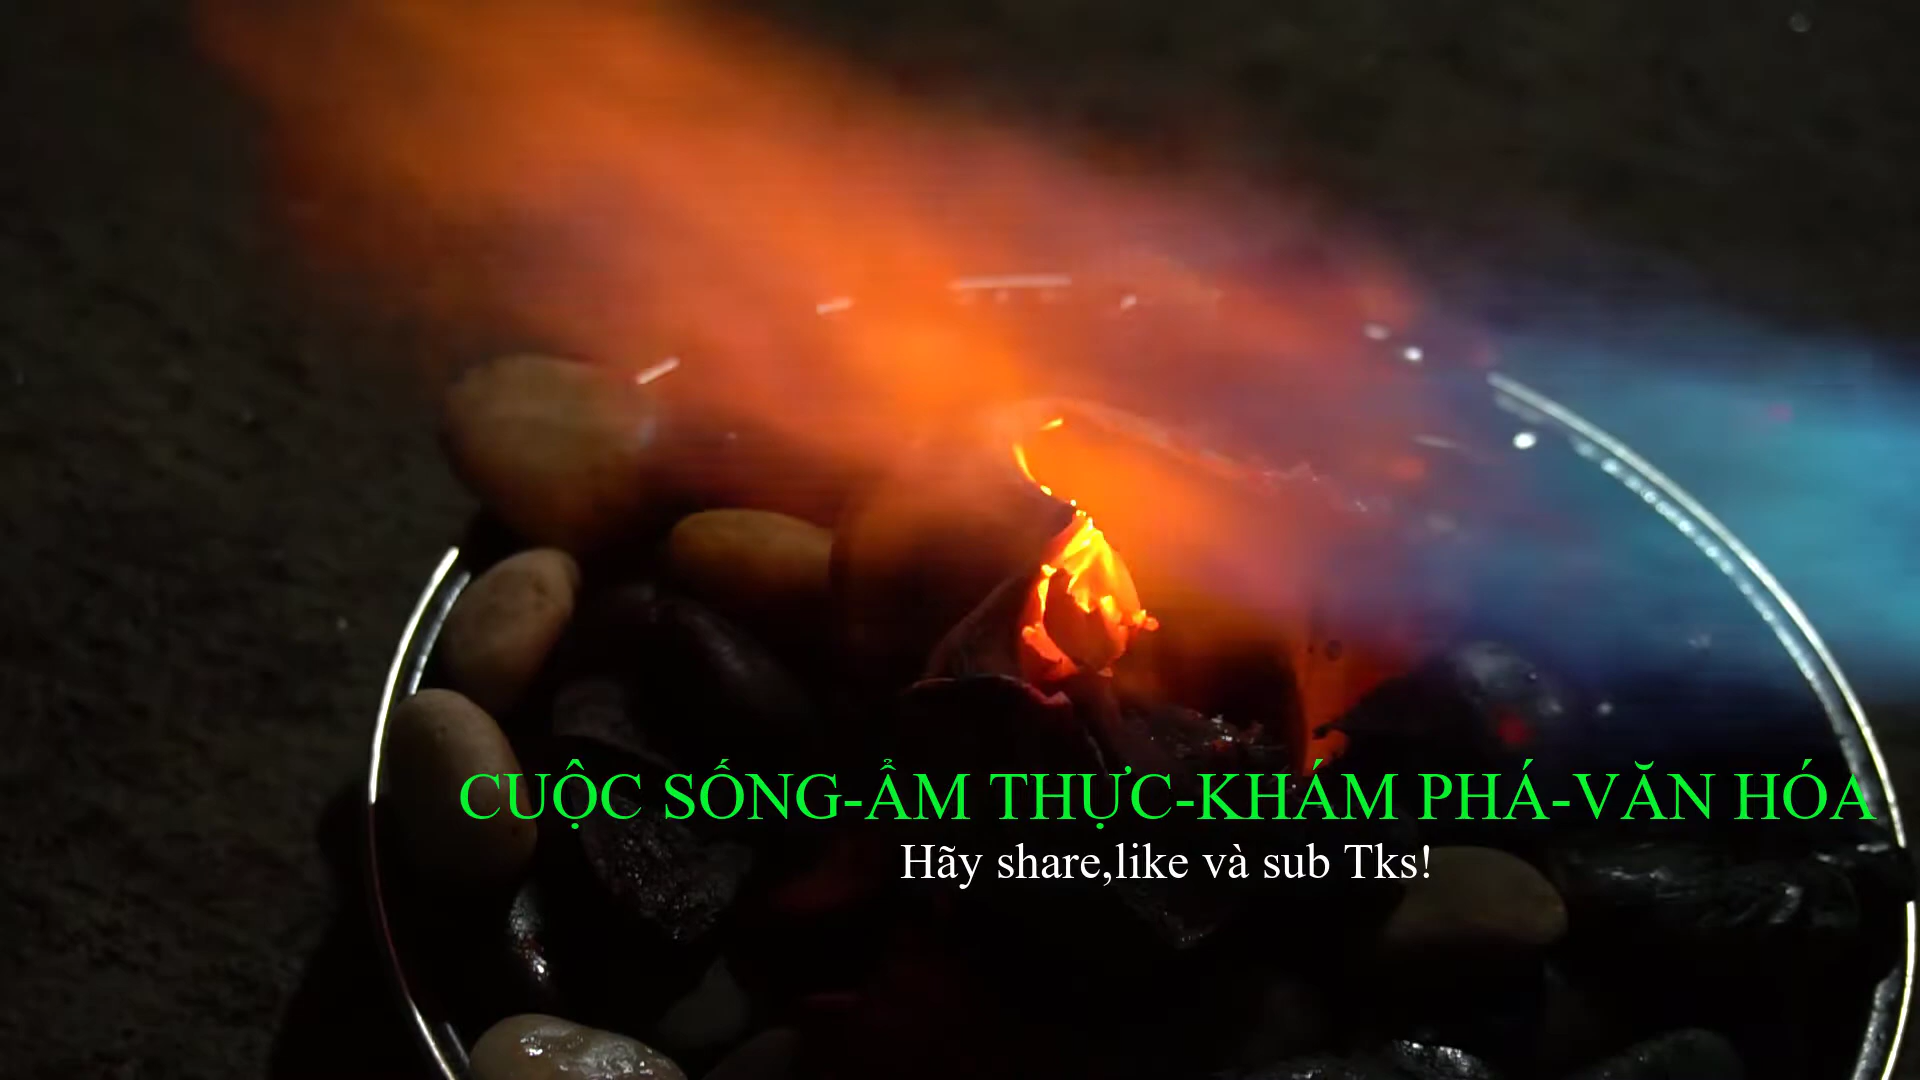 CUỘC SỐNG-ẨM THỰC-KHÁM PHÁ-VĂN HÓA
Hãy share,like và sub Tks!